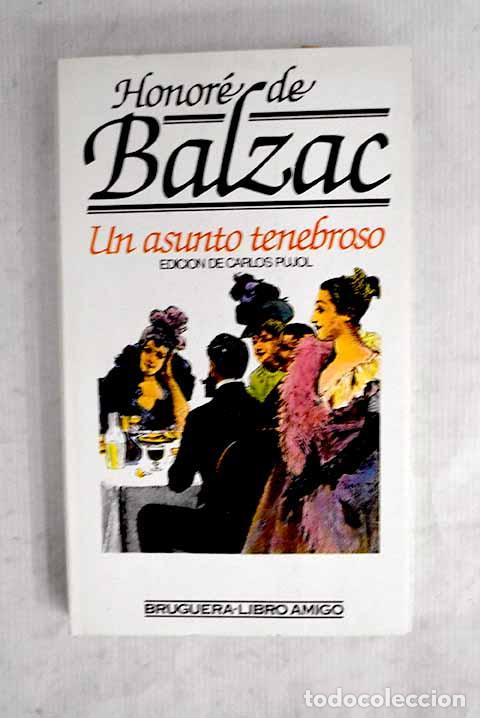 Honoré de
Balzac
Un asunto tenebroso
EDICION DE CARLOS PUJOL
BRUGUERA-LIBRO AMIGO
todocoleccion